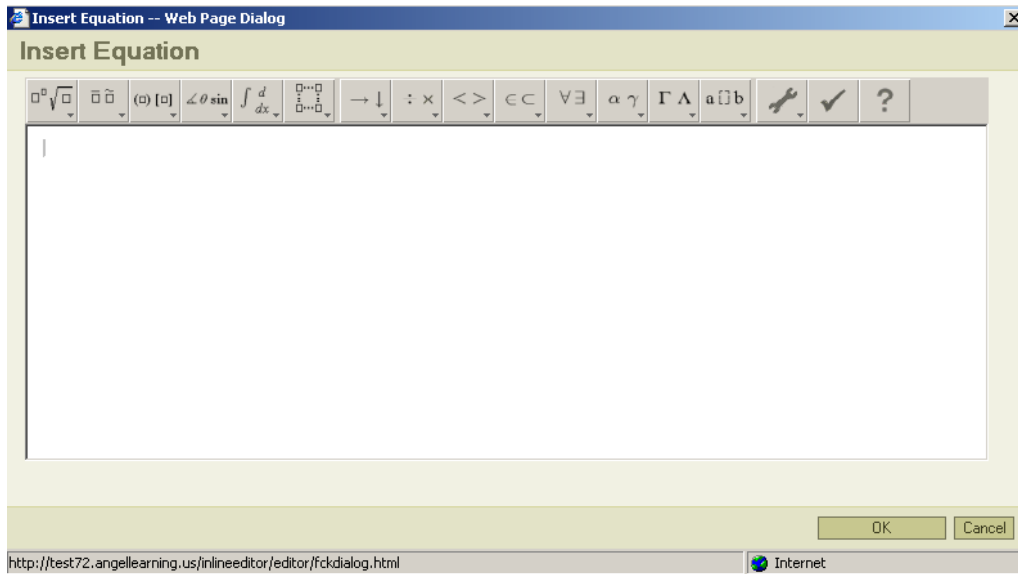 Insert Equation -- Web Page Dialog
Insert Equation
□° √□ □̄ □̃ (□) [□] ∠θ sin ∫ d/dx → ↓ ÷ × < > ∈ ⊂ ∀∃ α γ Γ Λ a▯b ?
OK Cancel
http://test72.angellearning.us/inlineeditor/editor/fckdialog.html Internet